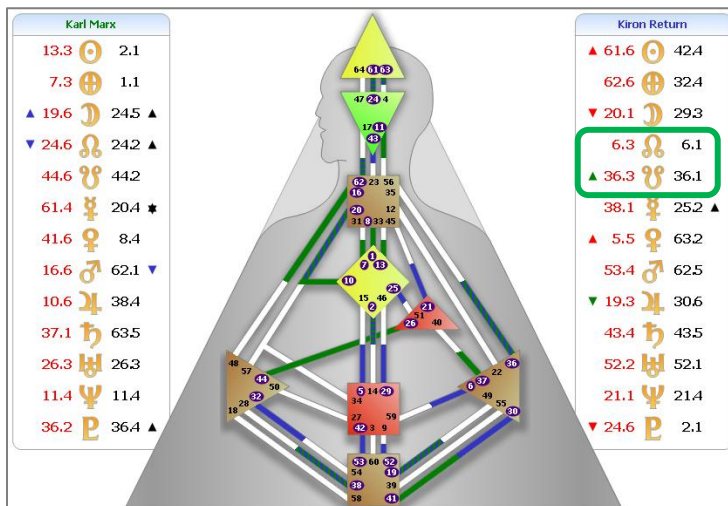 Karl Marx
13.3 2.1
7.3 1.1
▲ 19.6 24.5 ▲
▼ 24.6 24.2 ▲
44.6 44.2
61.4 20.4
41.6 8.4
16.6 62.1 ▼
10.6 38.4
37.1 63.5
26.3 26.3
11.4 11.4
36.2 36.4 ▲
64 61 63
47 24 4
17 11
43
62 23 56
16 35
20 12
31 8 33 45
1
7 13
10 25
15 46
2
21
51
26 40
48
57
44 50
32
28
18
36
22
6 37
49
55
30
5 14 29
34
27 59
42 3 9
53 60 52
54 19
38 39
58 41
Kiron Return
▲ 61.6 42.4
62.6 32.4
▼ 20.1 29.3
6.3 6.1
▲ 36.3 36.1
38.1 25.2 ▲
▲ 5.5 63.2
53.4 62.5
▼ 19.3 30.6
43.4 43.5
52.2 52.1
21.1 21.4
▼ 24.6 2.1